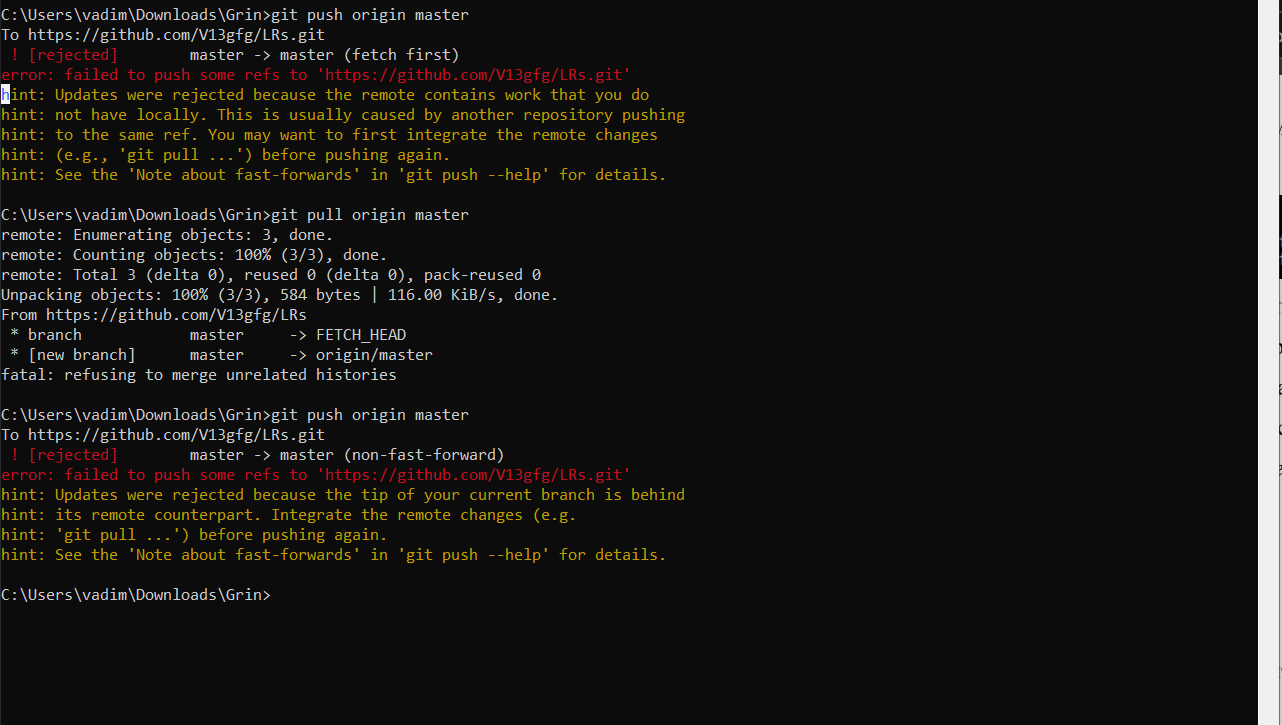 C:\Users\vadim\Downloads\Grin>git push origin master
To https://github.com/V13gfg/LRs.git
 ! [rejected]        master -> master (fetch first)
error: failed to push some refs to 'https://github.com/V13gfg/LRs.git'
hint: Updates were rejected because the remote contains work that you do
hint: not have locally. This is usually caused by another repository pushing
hint: to the same ref. You may want to first integrate the remote changes
hint: (e.g., 'git pull ...') before pushing again.
hint: See the 'Note about fast-forwards' in 'git push --help' for details.

C:\Users\vadim\Downloads\Grin>git pull origin master
remote: Enumerating objects: 3, done.
remote: Counting objects: 100% (3/3), done.
remote: Total 3 (delta 0), reused 0 (delta 0), pack-reused 0
Unpacking objects: 100% (3/3), 584 bytes | 116.00 KiB/s, done.
From https://github.com/V13gfg/LRs
 * branch            master     -> FETCH_HEAD
 * [new branch]      master     -> origin/master
fatal: refusing to merge unrelated histories

C:\Users\vadim\Downloads\Grin>git push origin master
To https://github.com/V13gfg/LRs.git
 ! [rejected]        master -> master (non-fast-forward)
error: failed to push some refs to 'https://github.com/V13gfg/LRs.git'
hint: Updates were rejected because the tip of your current branch is behind
hint: its remote counterpart. Integrate the remote changes (e.g.
hint: 'git pull ...') before pushing again.
hint: See the 'Note about fast-forwards' in 'git push --help' for details.

C:\Users\vadim\Downloads\Grin>